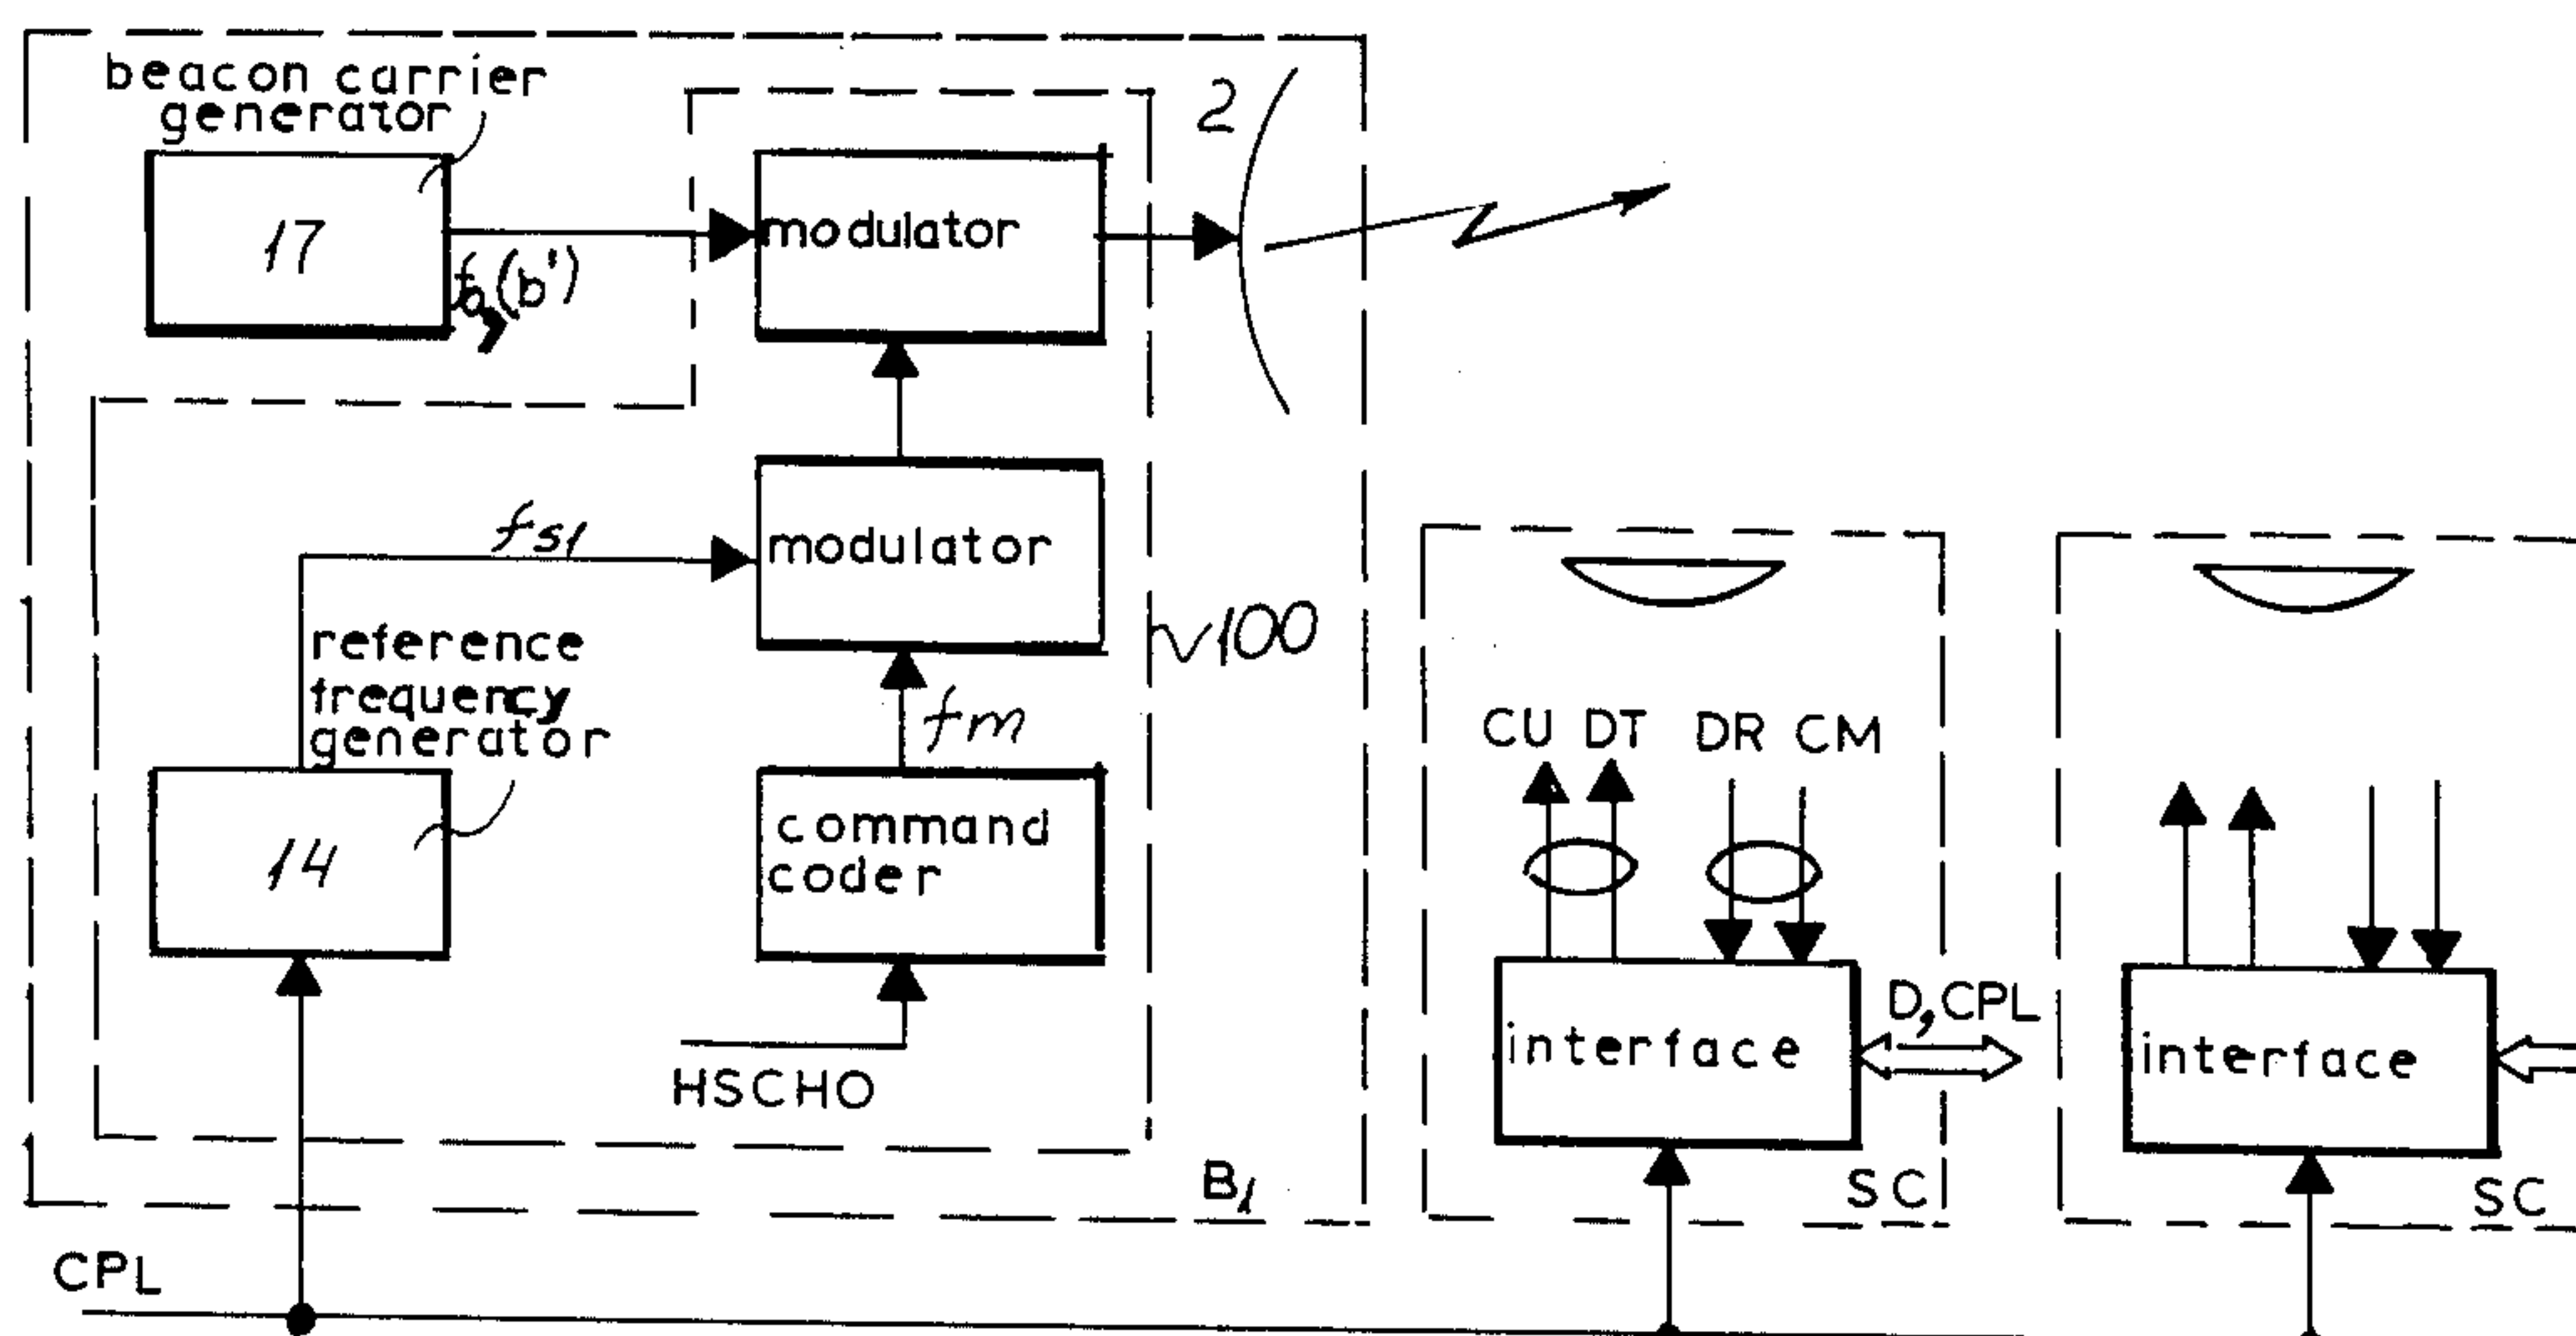 beacon carrier
generator
2
17
modulator
fb,(b')
fs1
modulator
100
reference
frequency
generator
fm
CU DT DR CM
14
command
coder
D,CPL
interface
interface
HSCHO
B1
SC
SC
CPL